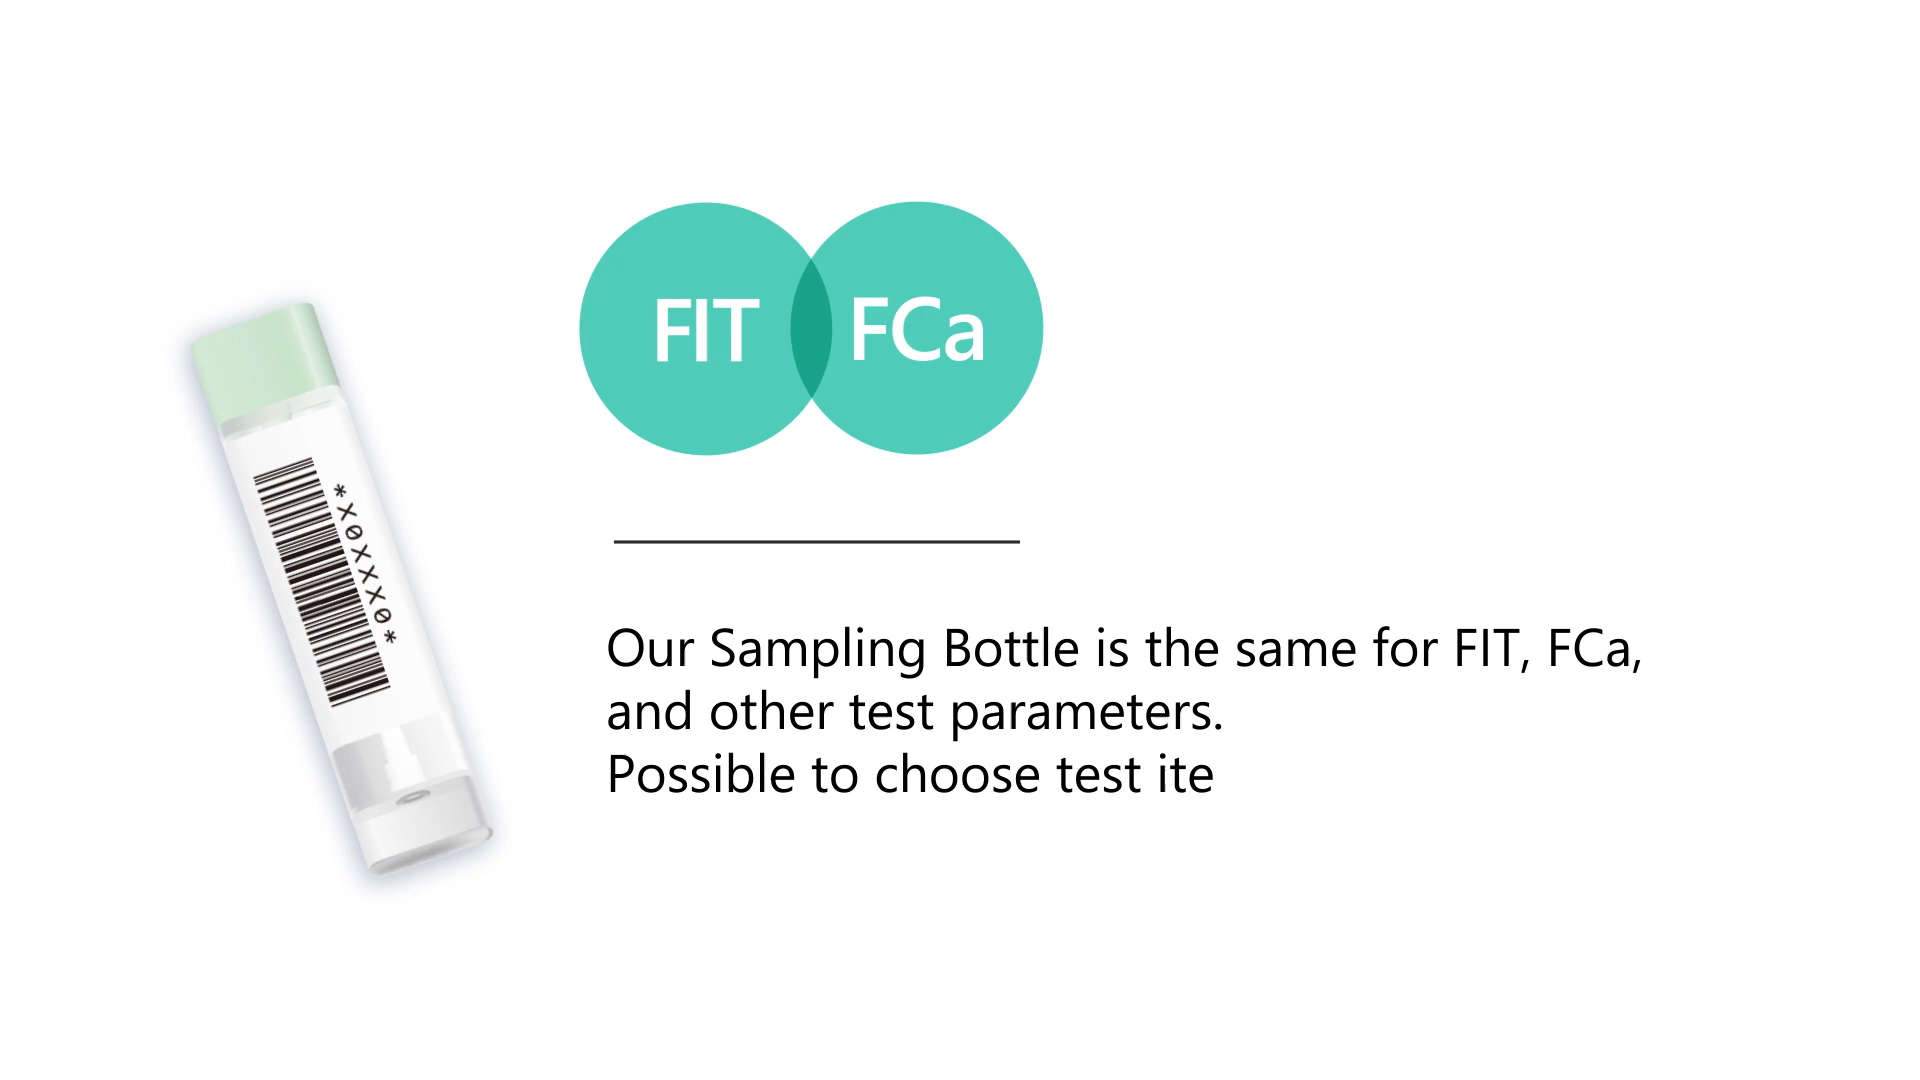 FIT FCa
*X0XXX0X*
Our Sampling Bottle is the same for FIT, FCa,
and other test parameters.
Possible to choose test ite